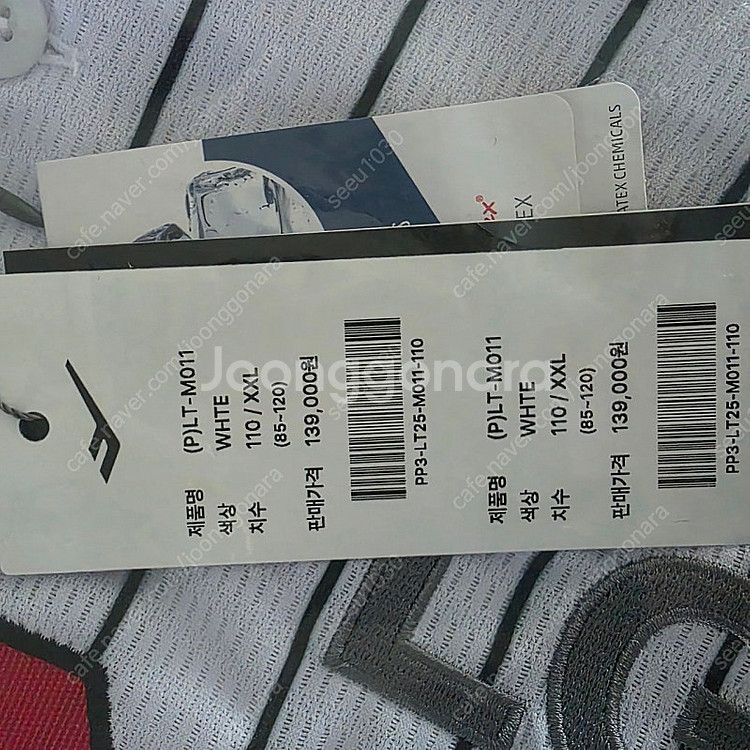 제품명 (P)LT-M011
색상 WHTE
치수 110 / XXL
(85~120)
판매가격 139,000원
PP3-LT25-M011-110
제품명 (P)LT-M011
색상 WHTE
치수 110 / XXL
(85~120)
판매가격 139,000원
PP3-LT25-M011-110
ex®
EX
ATEX CHEMICALS
LG
Joonggonara
cafe.naver.com/joonggonara
seeu1030